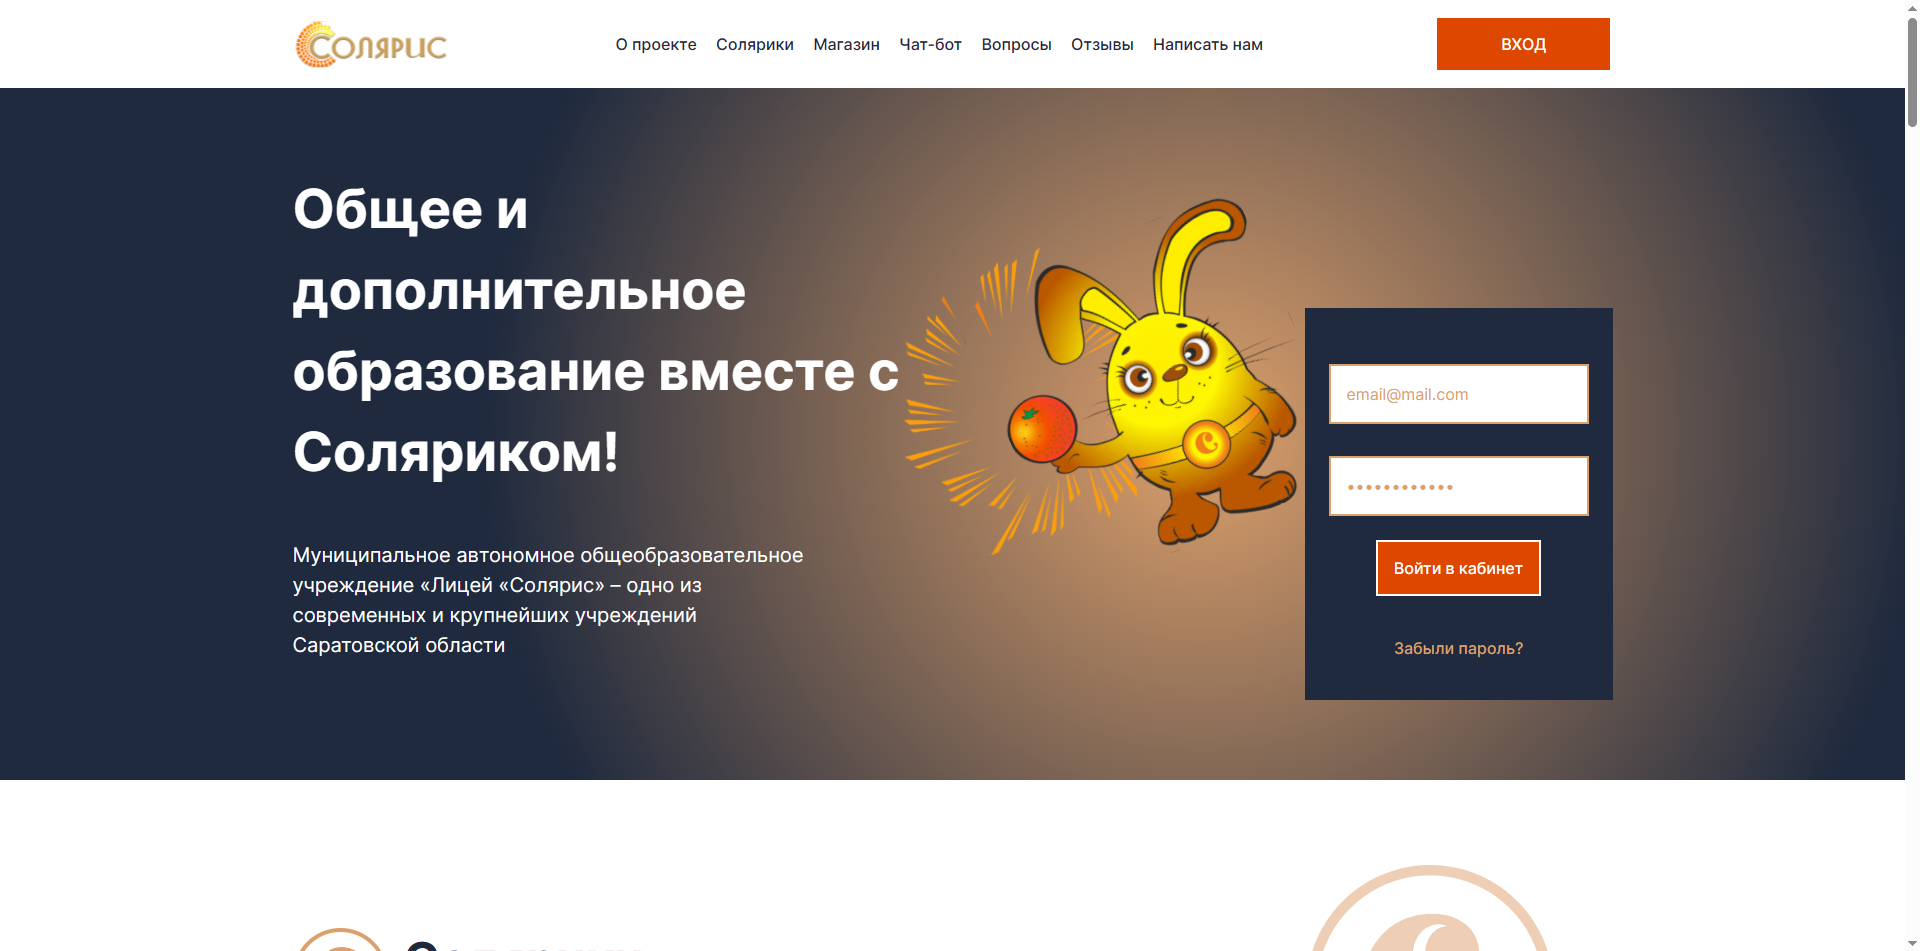 Солярис
О проекте Солярики Магазин Чат-бот Вопросы Отзывы Написать нам
ВХОД
Общее и
дополнительное
образование вместе с
Соляриком!
email@mail.com
Войти в кабинет
Забыли пароль?
Муниципальное автономное общеобразовательное
учреждение «Лицей «Солярис» – одно из
современных и крупнейших учреждений
Саратовской области